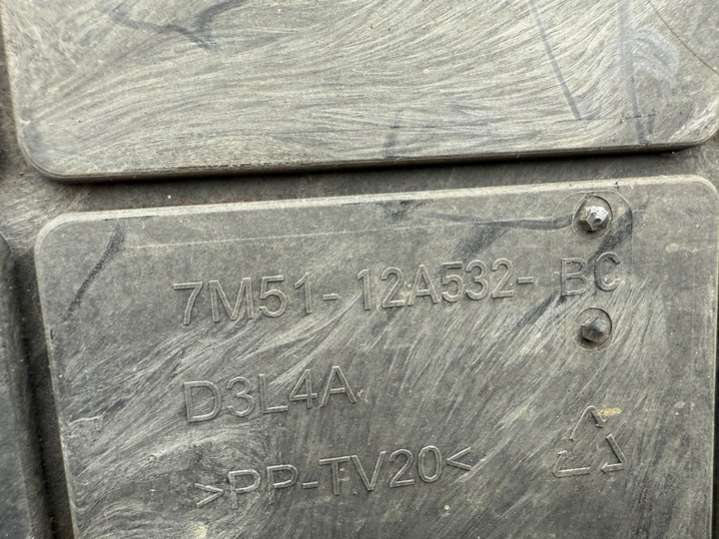 7M51- 12A532- BC
D3L4A
>PP-TV20<